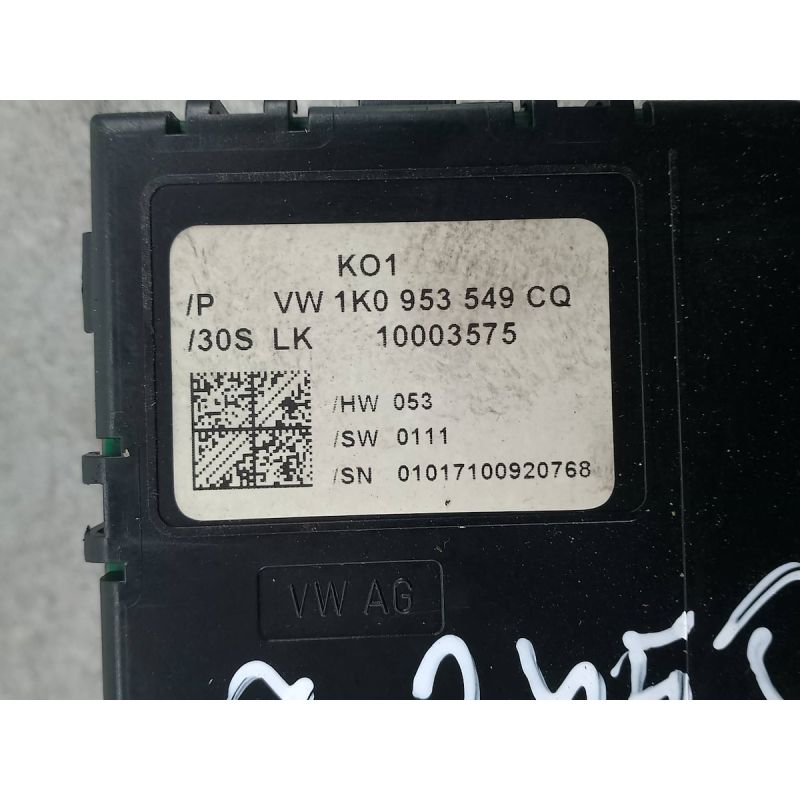 KO1
/P VW 1K0 953 549 CQ
/30S LK 10003575
/HW 053
/SW 0111
/SN 01017100920768
VW AG